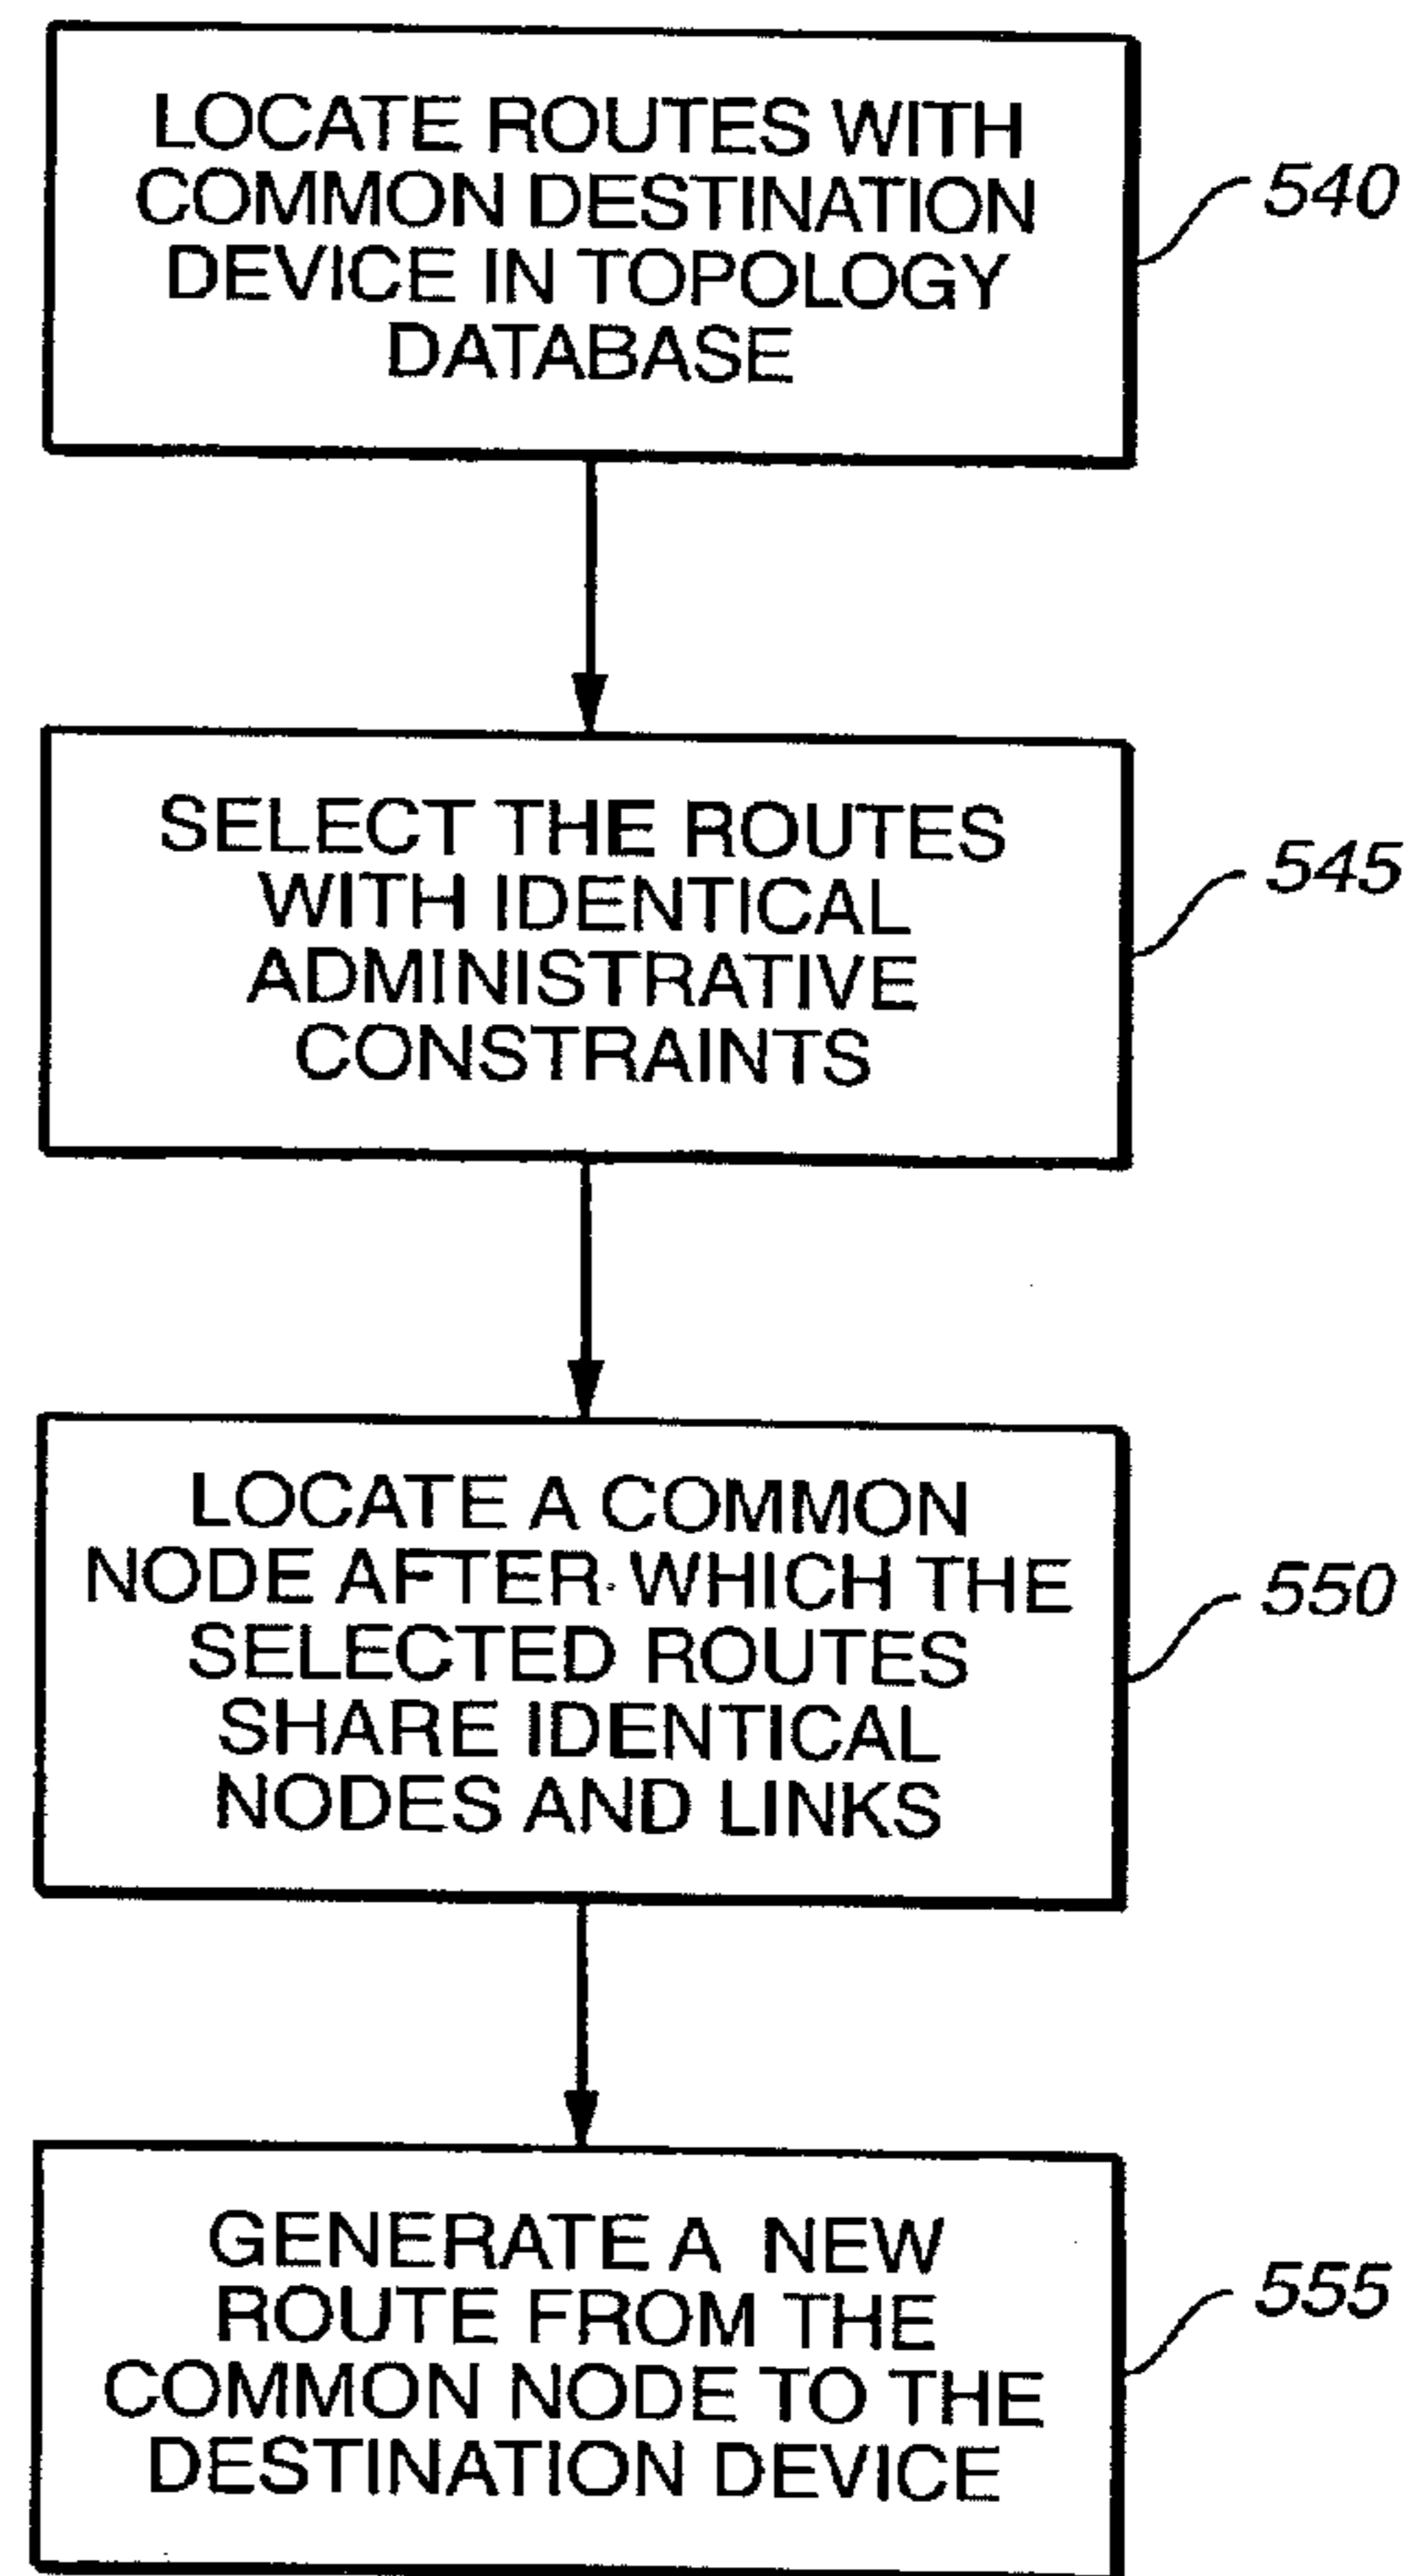 LOCATE ROUTES WITH
COMMON DESTINATION
DEVICE IN TOPOLOGY
DATABASE
540
SELECT THE ROUTES
WITH IDENTICAL
ADMINISTRATIVE
CONSTRAINTS
545
LOCATE A COMMON
NODE AFTER WHICH THE
SELECTED ROUTES
SHARE IDENTICAL
NODES AND LINKS
550
GENERATE A NEW
ROUTE FROM THE
COMMON NODE TO THE
DESTINATION DEVICE
555